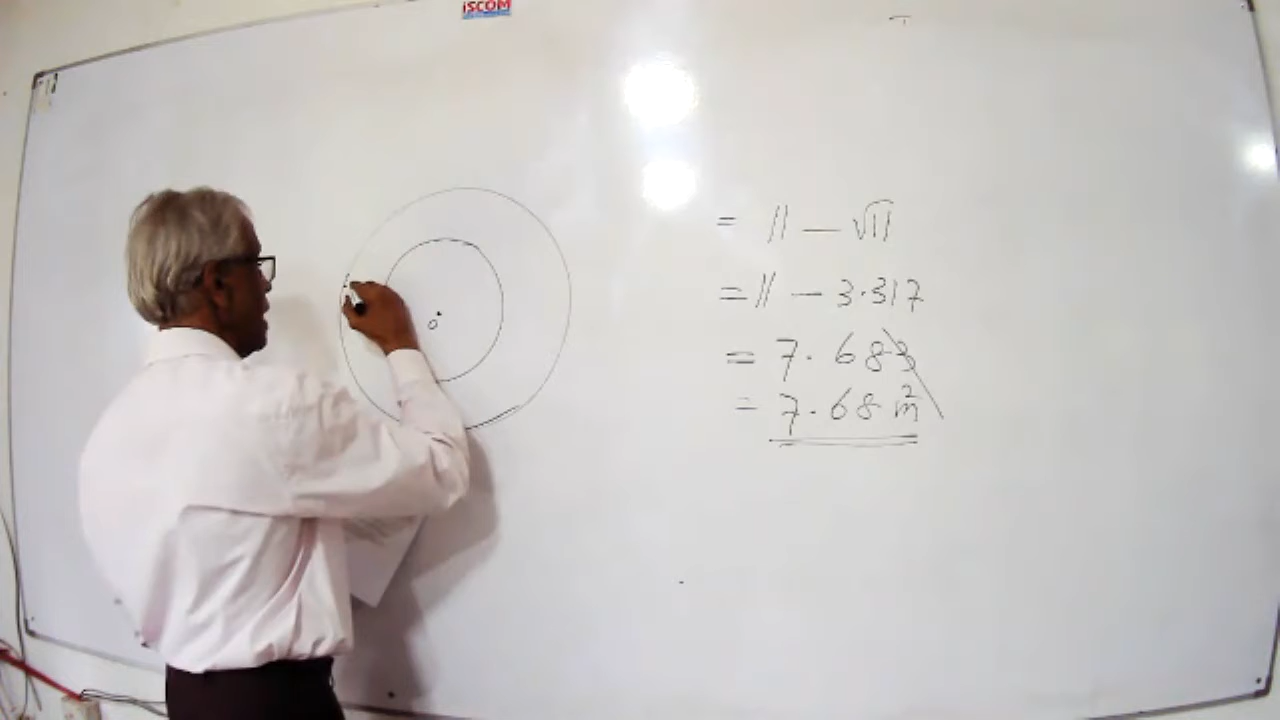 iSCOM
= 11 — √11
= 11 — 3.317
= 7.683
= 7.68 m²
o